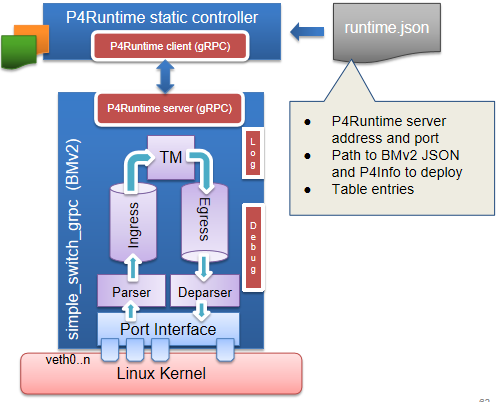 P4Runtime static controller
runtime.json
P4Runtime client (gRPC)
P4Runtime server (gRPC)
● P4Runtime server
address and port
● Path to BMv2 JSON
and P4Info to deploy
● Table entries
simple_switch_grpc (BMv2)
TM
Log
Ingress
Egress
Debug
Parser
Deparser
Port Interface
veth0..n
Linux Kernel